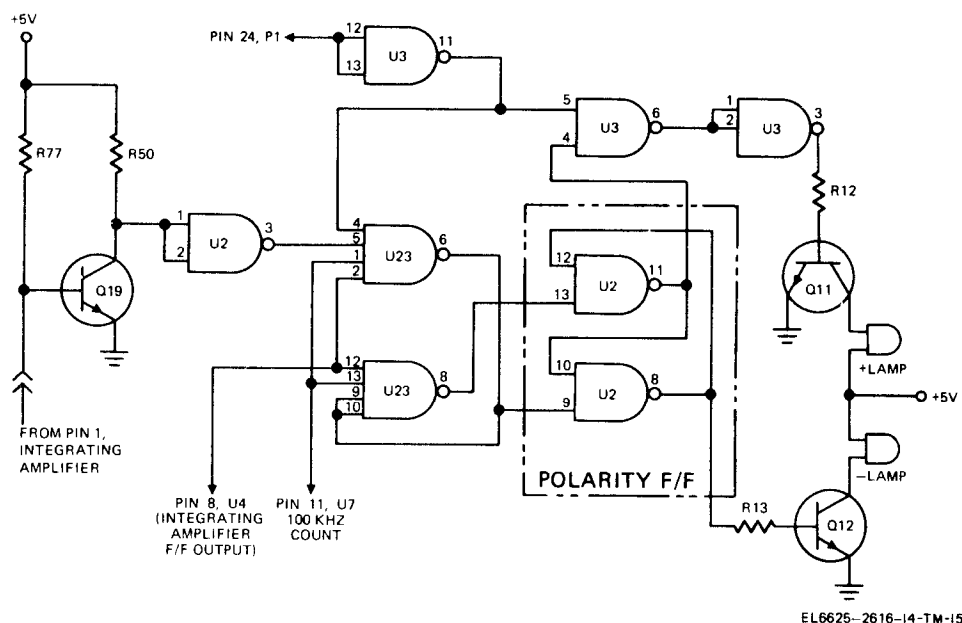 +5V
PIN 24, P1
12
13
U3
11
5
4
U3
6
1
2
U3
3
R77
R50
R12
1
2
U2
3
4
5
1
2
U23
6
12
13
U2
11
Q11
Q19
+LAMP
12
13
9
10
U23
8
10
9
U2
8
+5V
FROM PIN 1,
INTEGRATING
AMPLIFIER
POLARITY F/F
-LAMP
PIN 8, U4
(INTEGRATING
AMPLIFIER
F/F OUTPUT)
PIN 11, U7
100 KHZ
COUNT
R13
Q12
EL6625-2616-14-TM-15